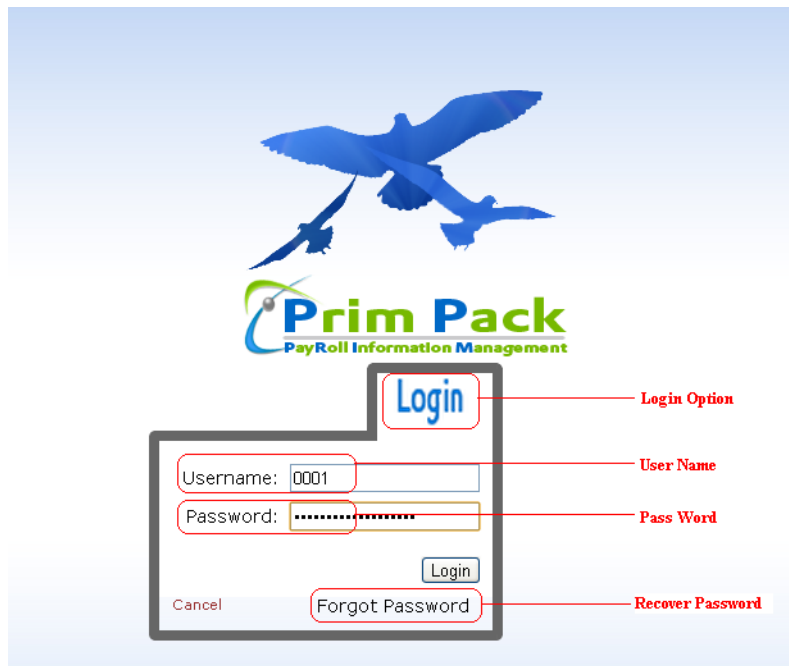 Prim Pack
PayRoll Information Management
Login
Login Option
User Name
Username: 0001
Password: ••••••••••••••••••
Pass Word
Login
Cancel
Forgot Password
Recover Password